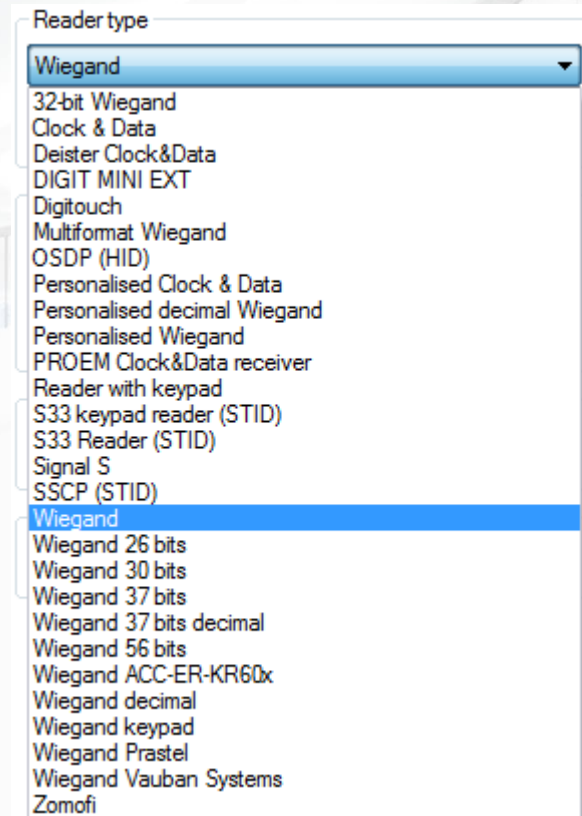 Reader type
Wiegand
32-bit Wiegand
Clock & Data
Deister Clock&Data
DIGIT MINI EXT
Digitouch
Multiformat Wiegand
OSDP (HID)
Personalised Clock & Data
Personalised decimal Wiegand
Personalised Wiegand
PROEM Clock&Data receiver
Reader with keypad
S33 keypad reader (STID)
S33 Reader (STID)
Signal S
SSCP (STID)
Wiegand
Wiegand 26 bits
Wiegand 30 bits
Wiegand 37 bits
Wiegand 37 bits decimal
Wiegand 56 bits
Wiegand ACC-ER-KR60x
Wiegand decimal
Wiegand keypad
Wiegand Prastel
Wiegand Vauban Systems
Zomofi